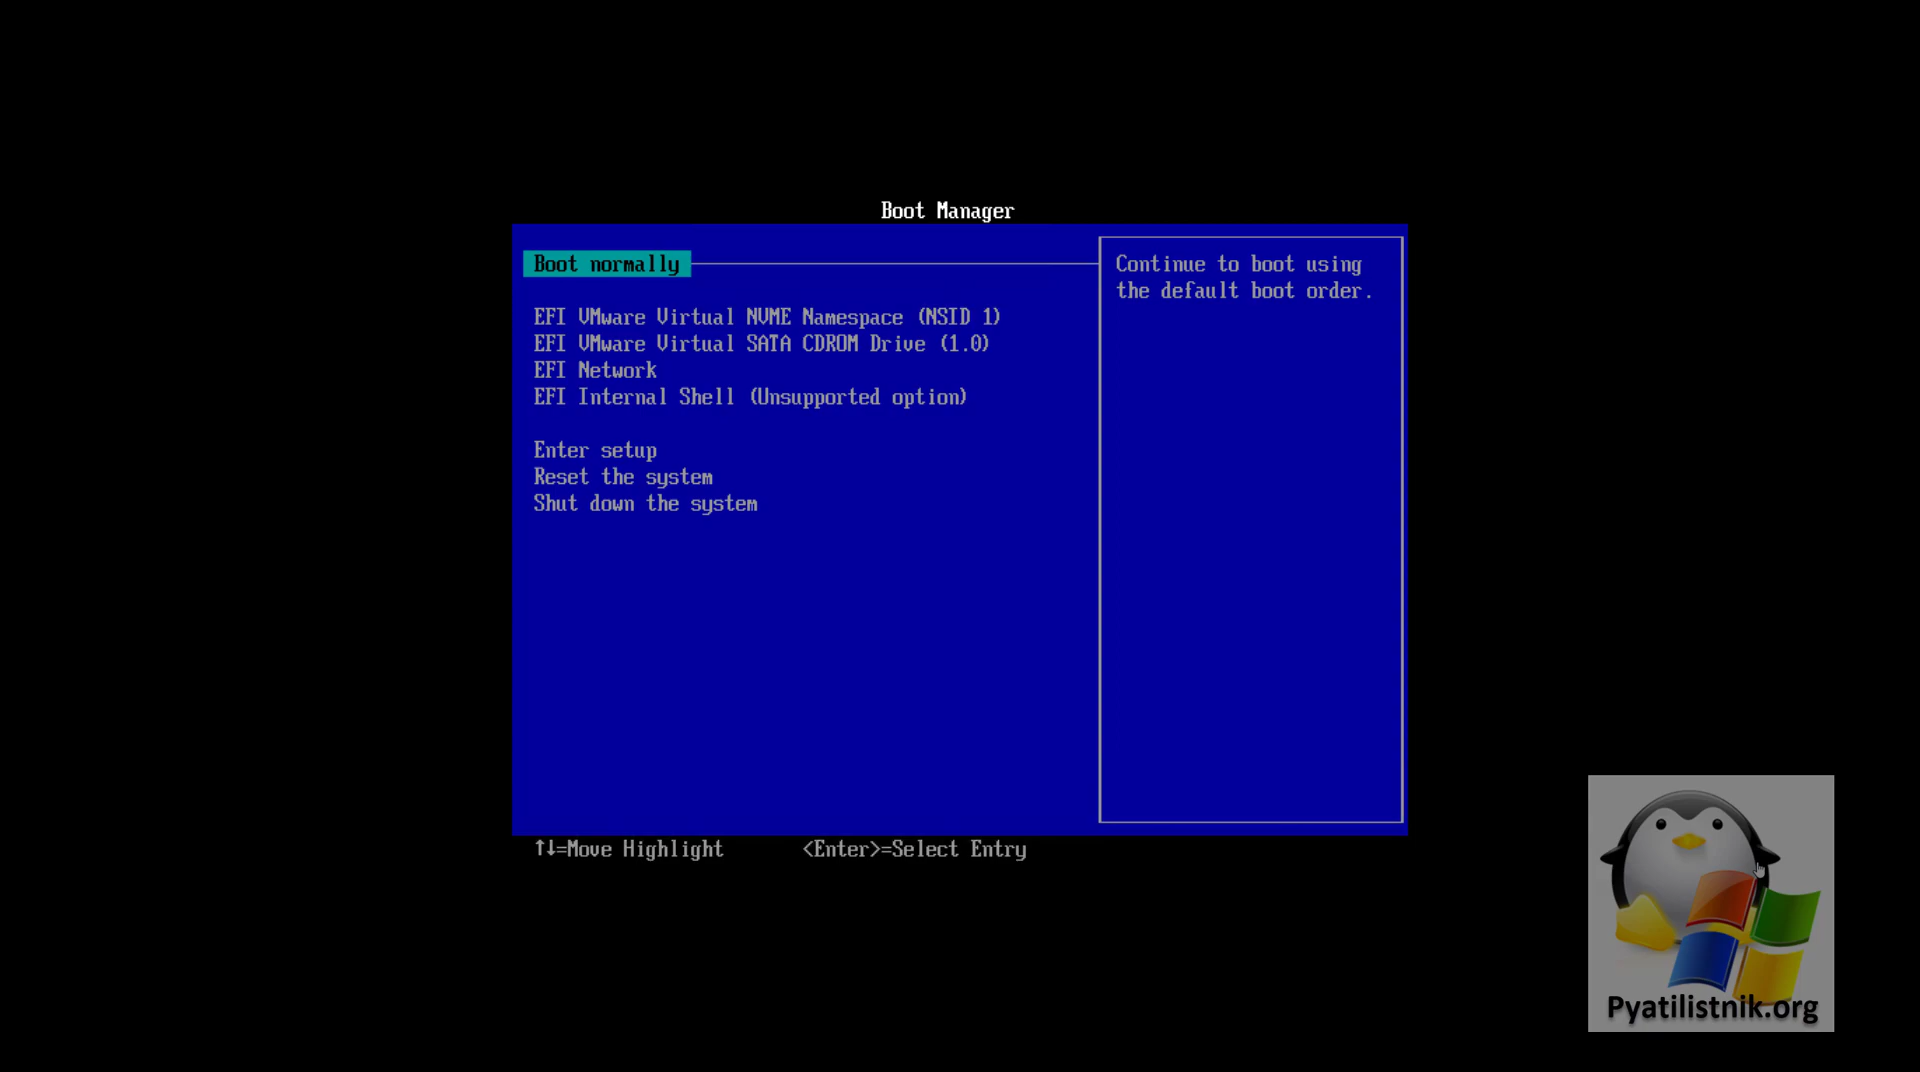 Boot Manager
Boot normally
Continue to boot using
the default boot order.
EFI VMware Virtual NVME Namespace (NSID 1)
EFI VMware Virtual SATA CDROM Drive (1.0)
EFI Network
EFI Internal Shell (Unsupported option)
Enter setup
Reset the system
Shut down the system
↑↓=Move Highlight <Enter>=Select Entry
Pyatilistnik.org